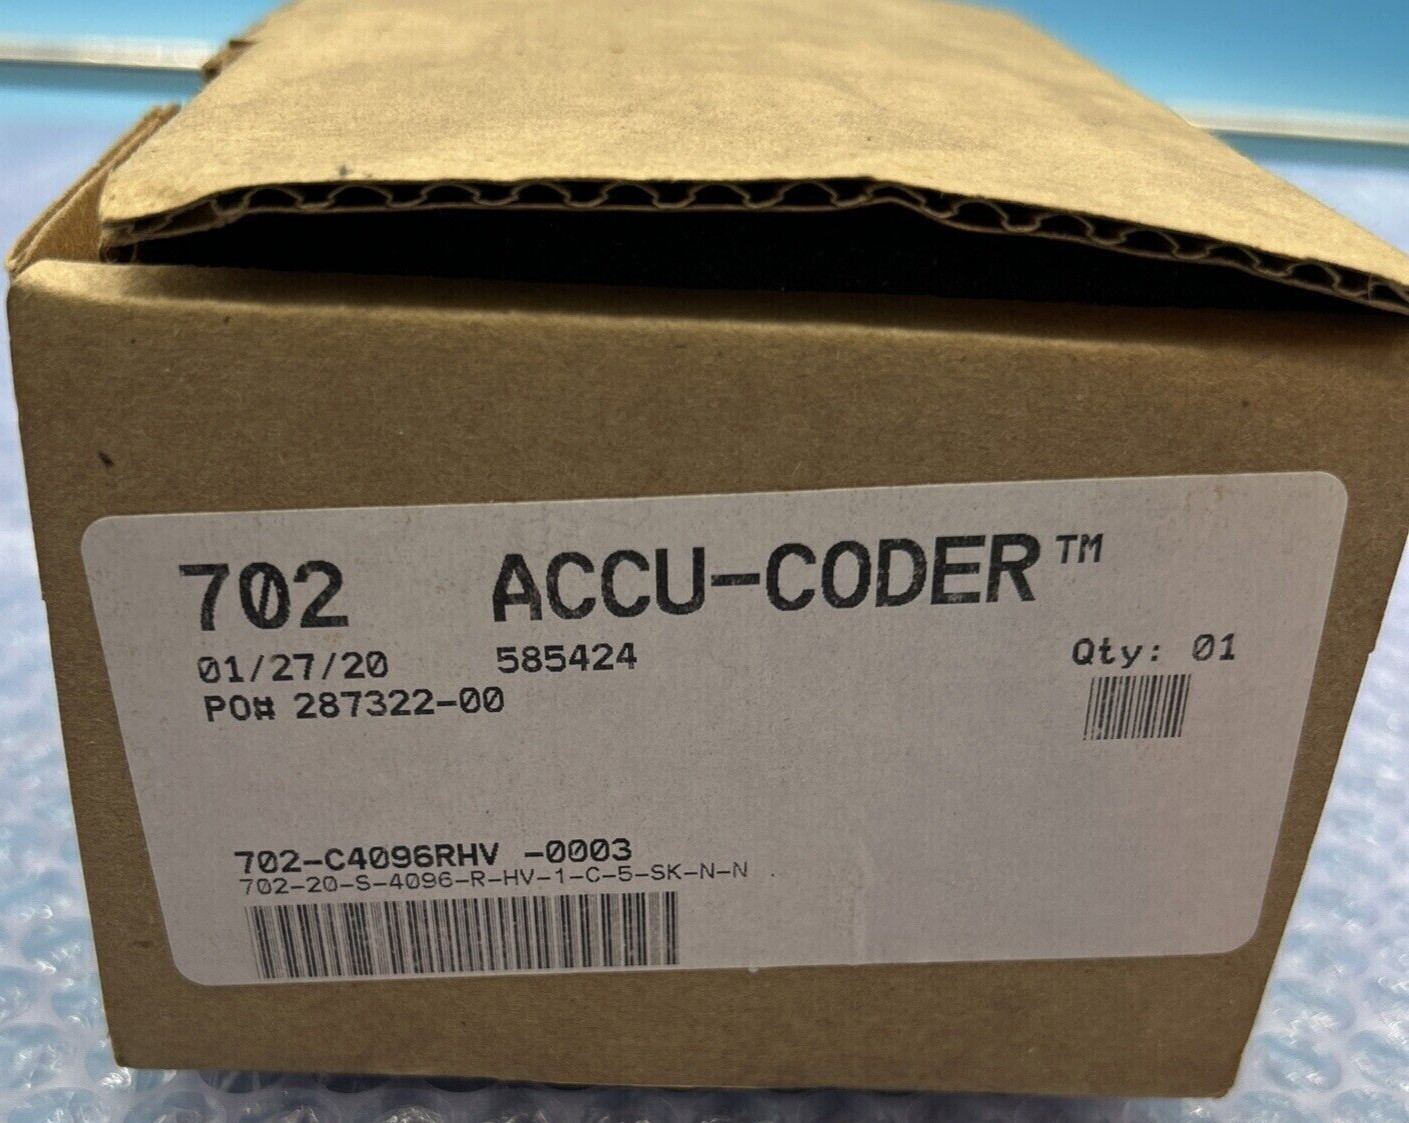 702 ACCU-CODER™
01/27/20 585424 Qty: 01
PO# 287322-00
702-C4096RHV -0003
702-20-S-4096-R-HV-1-C-5-SK-N-N .